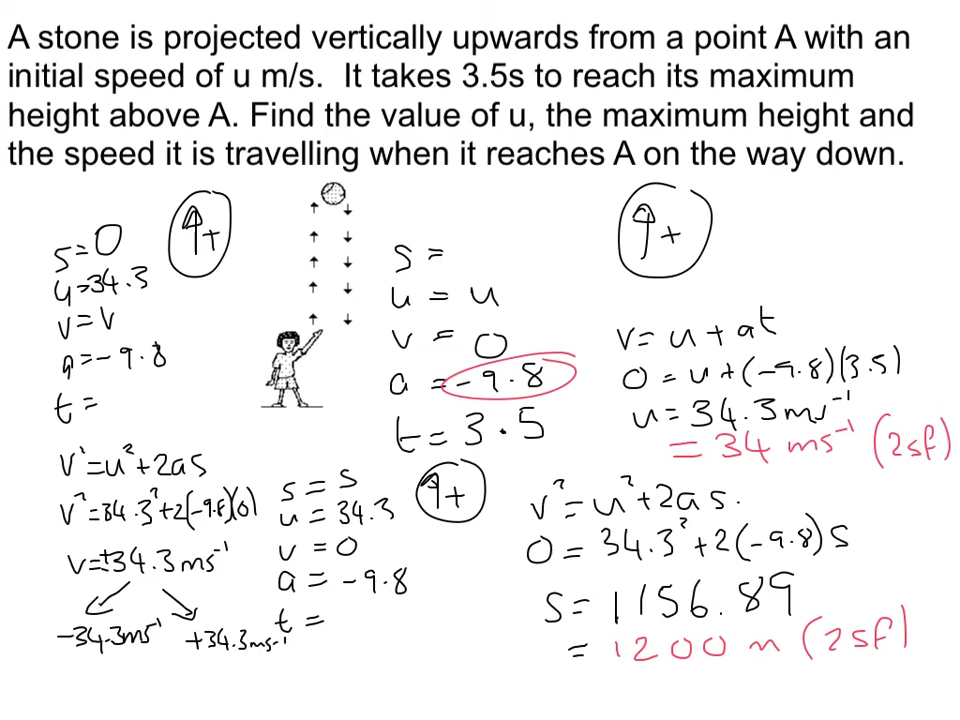 A stone is projected vertically upwards from a point A with an
initial speed of u m/s. It takes 3.5s to reach its maximum
height above A. Find the value of u, the maximum height and
the speed it is travelling when it reaches A on the way down.
s=0
u=34.3
v=v
a=-9.8
t=
↑+
v²=u²+2as
v²=34.3²+2(-9.8)(0)
v=±34.3ms⁻¹
-34.3ms⁻¹
+34.3ms⁻¹
s =
u = u
v = 0
a = -9.8
t = 3.5
↑+
v = u + at
0 = u + (-9.8)(3.5)
u = 34.3ms⁻¹
= 34 ms⁻¹ (2sf)
s = s
u = 34.3
v = 0
a = -9.8
t =
↑+
v² = u² + 2as.
0 = 34.3² + 2(-9.8)s
s = 1156.89
= 1200 m (2sf)